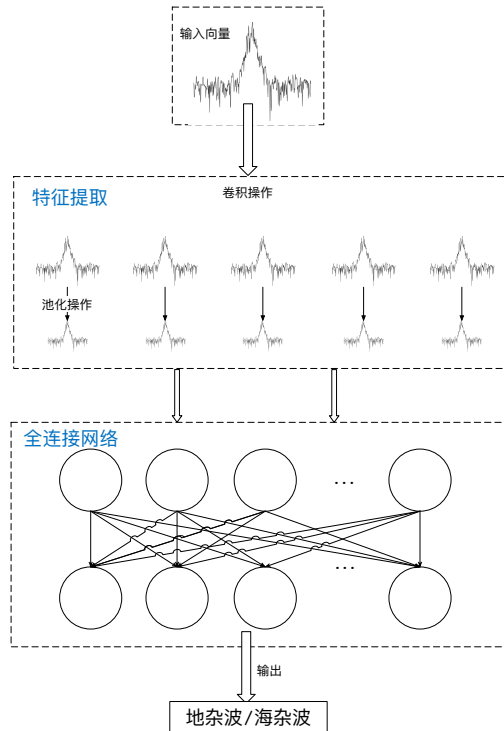 输入向量
卷积操作
特征提取
池化操作
全连接网络
...
...
输出
地杂波/海杂波